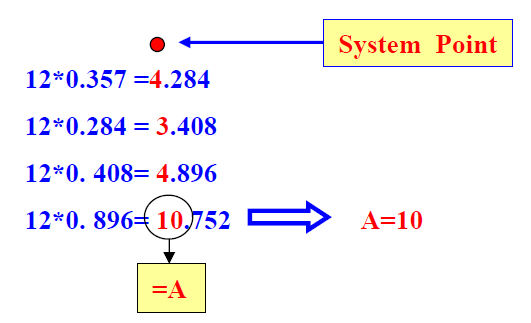 System Point
12*0.357 =4.284
12*0.284 = 3.408
12*0. 408= 4.896
12*0. 896= 10.752
A=10
=A